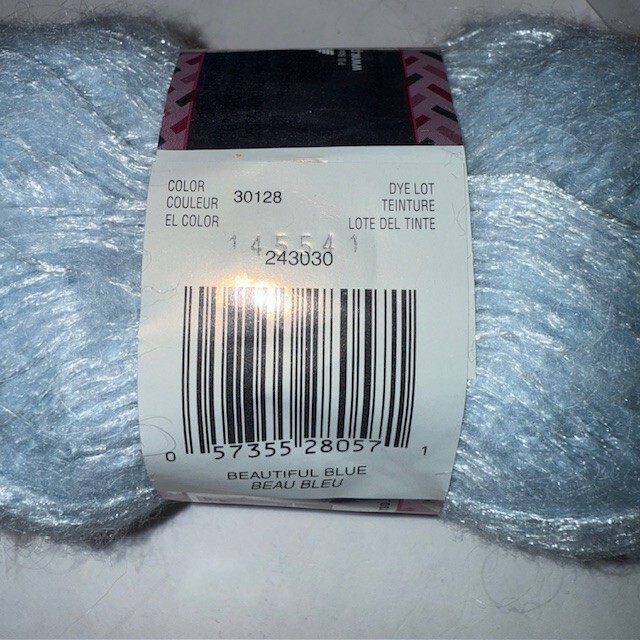 www.
COLOR
COULEUR
EL COLOR
30128
DYE LOT
TEINTURE
LOTE DEL TINTE
145541
243030
0 57355 28057 1
BEAUTIFUL BLUE
BEAU BLEU